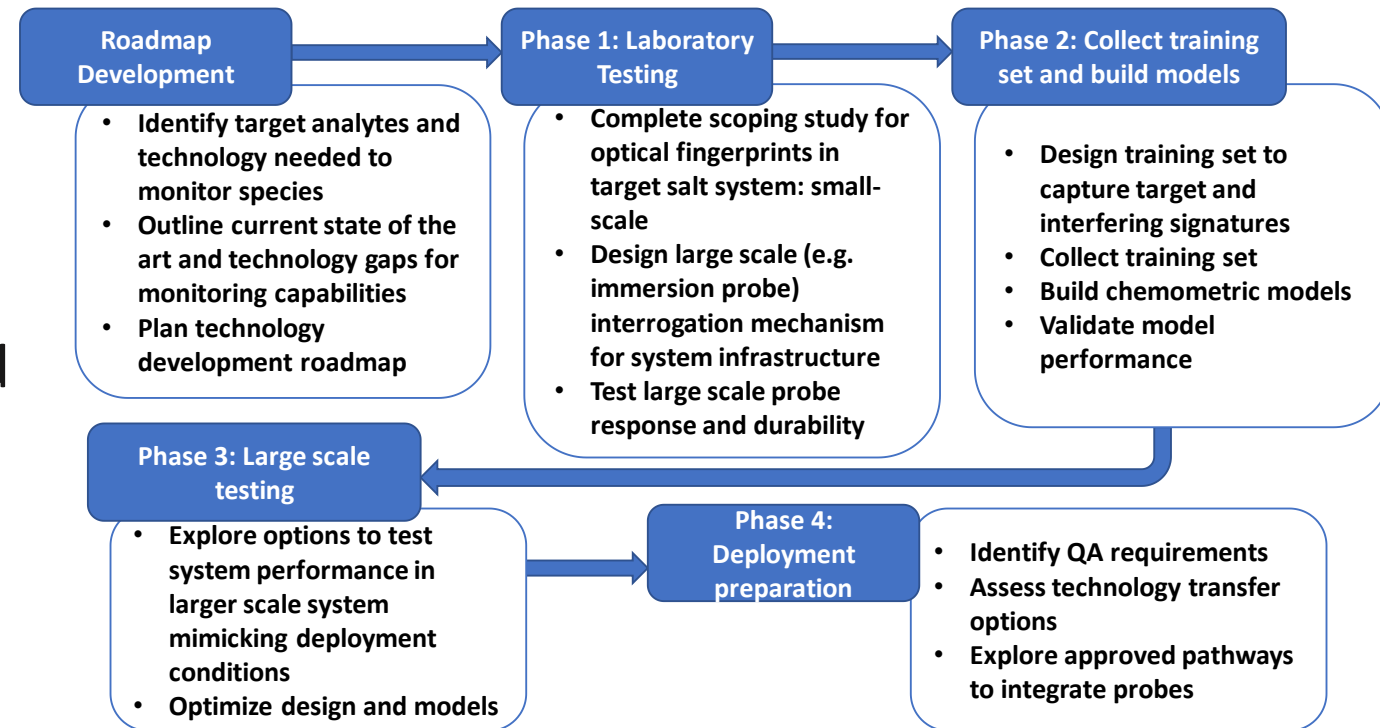 Roadmap
Development
• Identify target analytes and
technology needed to
monitor species
• Outline current state of the
art and technology gaps for
monitoring capabilities
• Plan technology
development roadmap
Phase 1: Laboratory
Testing
• Complete scoping study for
optical fingerprints in
target salt system: small-
scale
• Design large scale (e.g.
immersion probe)
interrogation mechanism
for system infrastructure
• Test large scale probe
response and durability
Phase 2: Collect training
set and build models
• Design training set to
capture target and
interfering signatures
• Collect training set
• Build chemometric models
• Validate model
performance
Phase 3: Large scale
testing
• Explore options to test
system performance in
larger scale system
mimicking deployment
conditions
• Optimize design and models
Phase 4:
Deployment
preparation
• Identify QA requirements
• Assess technology transfer
options
• Explore approved pathways
to integrate probes